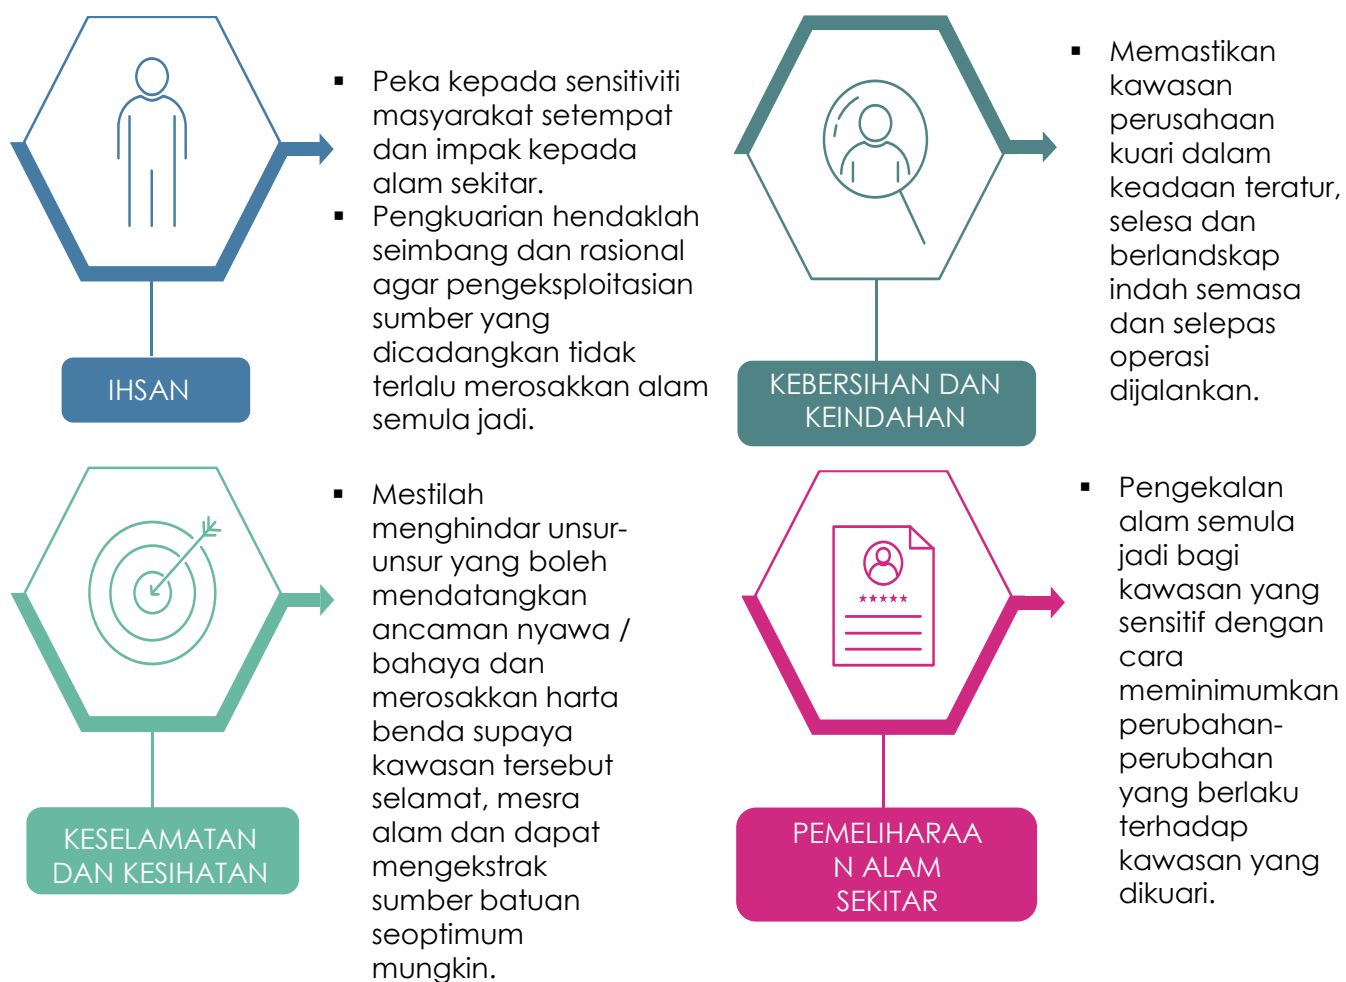 ▪ Peka kepada sensitiviti
masyarakat setempat
dan impak kepada
alam sekitar.
▪ Pengkuarian hendaklah
seimbang dan rasional
agar pengeksploitasian
sumber yang
dicadangkan tidak
terlalu merosakkan alam
semula jadi.
IHSAN
▪ Memastikan
kawasan
perusahaan
kuari dalam
keadaan teratur,
selesa dan
berlandskap
indah semasa
dan selepas
operasi
dijalankan.
KEBERSIHAN DAN
KEINDAHAN
▪ Mestilah
menghindar unsur-
unsur yang boleh
mendatangkan
ancaman nyawa /
bahaya dan
merosakkan harta
benda supaya
kawasan tersebut
selamat, mesra
alam dan dapat
mengekstrak
sumber batuan
seoptimum
mungkin.
KESELAMATAN
DAN KESIHATAN
▪ Pengekalan
alam semula
jadi bagi
kawasan yang
sensitif dengan
cara
meminimumkan
perubahan-
perubahan
yang berlaku
terhadap
kawasan yang
dikuari.
PEMELIHARAA
N ALAM
SEKITAR